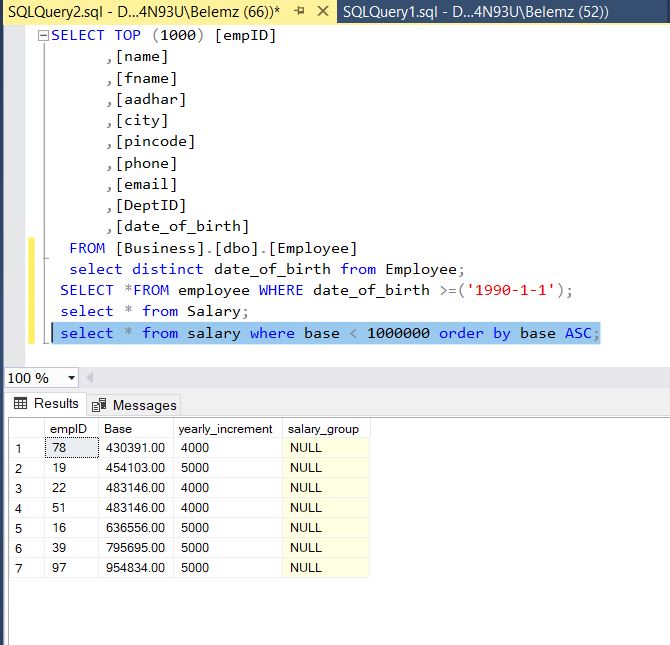 SQLQuery2.sql - D...4N93U\Belemz (66))* SQLQuery1.sql - D...4N93U\Belemz (52))
SELECT TOP (1000) [empID]
,[name]
,[fname]
,[aadhar]
,[city]
,[pincode]
,[phone]
,[email]
,[DeptID]
,[date_of_birth]
FROM [Business].[dbo].[Employee]
select distinct date_of_birth from Employee;
SELECT *FROM employee WHERE date_of_birth >=('1990-1-1');
select * from Salary;
select * from salary where base < 1000000 order by base ASC;
100 %
Results Messages
empID Base yearly_increment salary_group
1 78 430391.00 4000 NULL
2 19 454103.00 5000 NULL
3 22 483146.00 4000 NULL
4 51 483146.00 4000 NULL
5 16 636556.00 5000 NULL
6 39 795695.00 5000 NULL
7 97 954834.00 5000 NULL